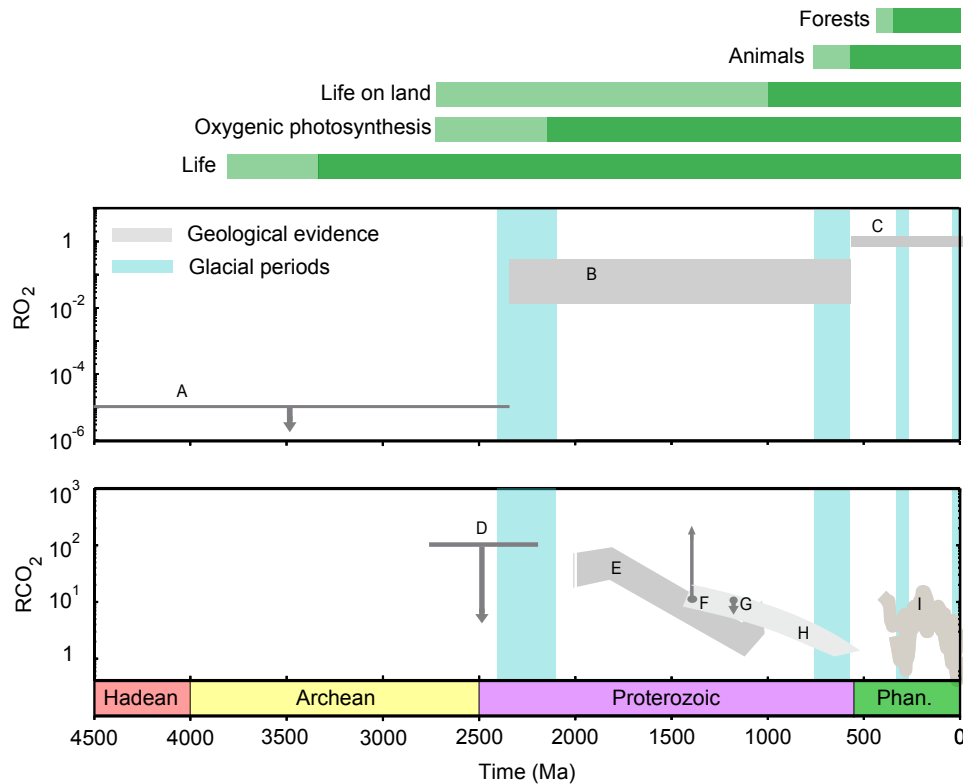 Forests
Animals
Life on land
Oxygenic photosynthesis
Life
Geological evidence
Glacial periods
RO2
1
10-2
10-4
10-6
A
B
C
RCO2
103
102
101
1
D
E
F
G
H
I
Hadean Archean Proterozoic Phan.
4500 4000 3500 3000 2500 2000 1500 1000 500 0
Time (Ma)